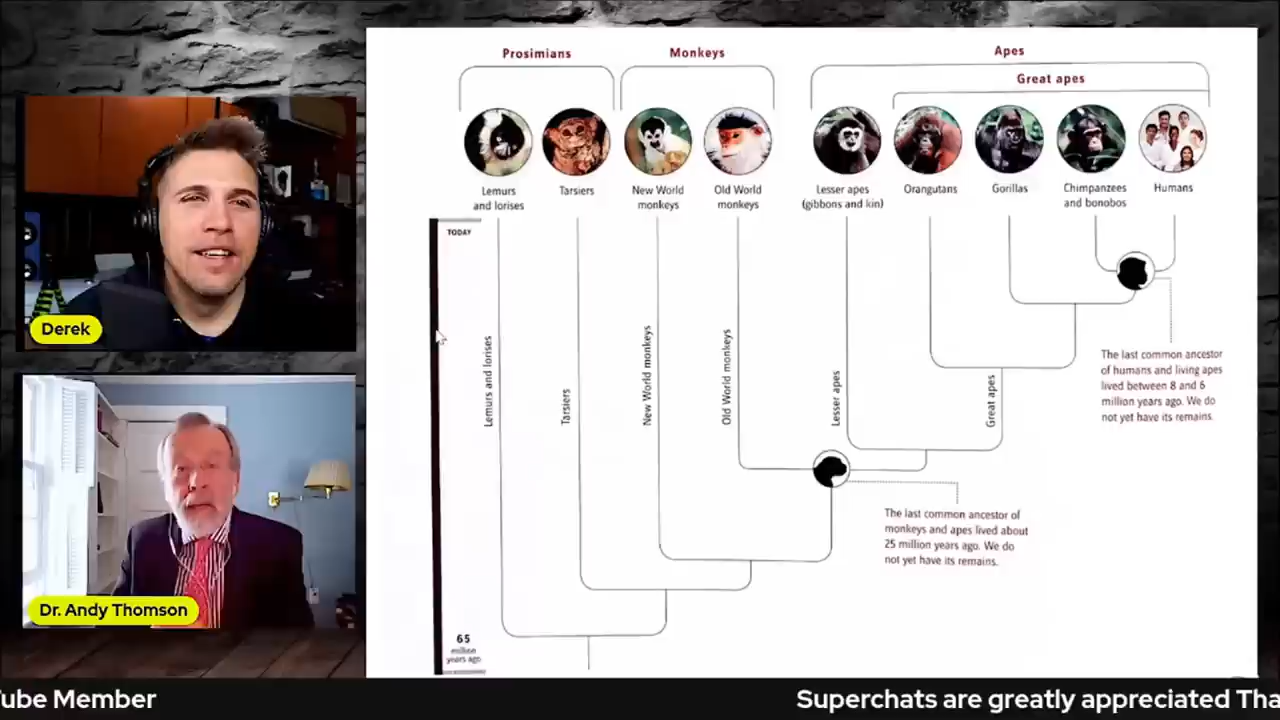 Prosimians
Monkeys
Apes
Great apes
Lemurs
and lorises
Tarsiers
New World
monkeys
Old World
monkeys
Lesser apes
(gibbons and kin)
Orangutans
Gorillas
Chimpanzees
and bonobos
Humans
TODAY
Lemurs and lorises
Tarsiers
New World monkeys
Old World monkeys
Lesser apes
Great apes
The last common ancestor
of humans and living apes
lived between 8 and 6
million years ago. We do
not yet have its remains.
The last common ancestor of
monkeys and apes lived about
25 million years ago. We do
not yet have its remains.
65
million
years ago
Derek
Dr. Andy Thomson
Tube Member
Superchats are greatly appreciated Tha